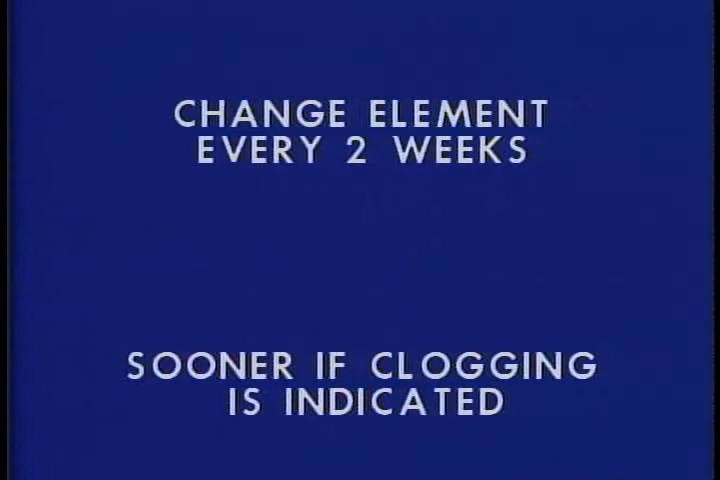 CHANGE ELEMENT
EVERY 2 WEEKS
SOONER IF CLOGGING
IS INDICATED